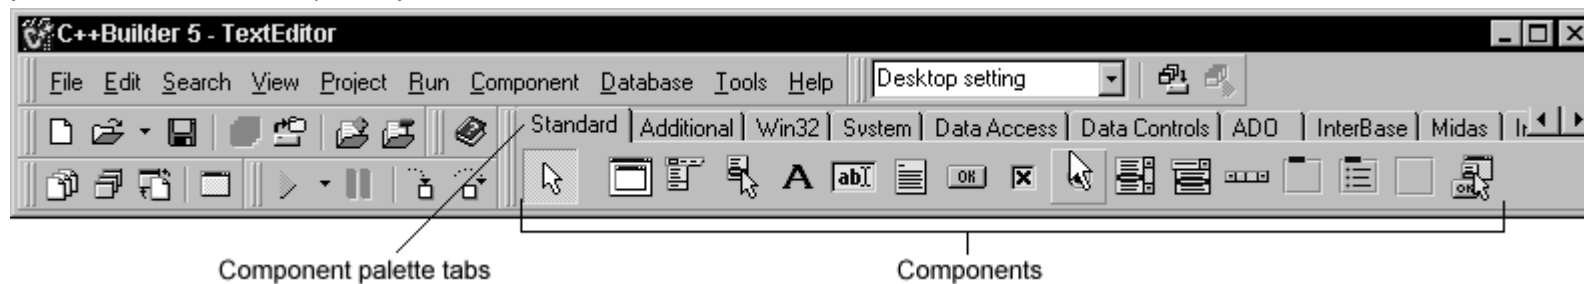 C++Builder 5 - TextEditor
File Edit Search View Project Run Component Database Tools Help Desktop setting
Standard Additional Win32 System Data Access Data Controls ADO InterBase Midas
A ab OK
OK
Component palette tabs Components